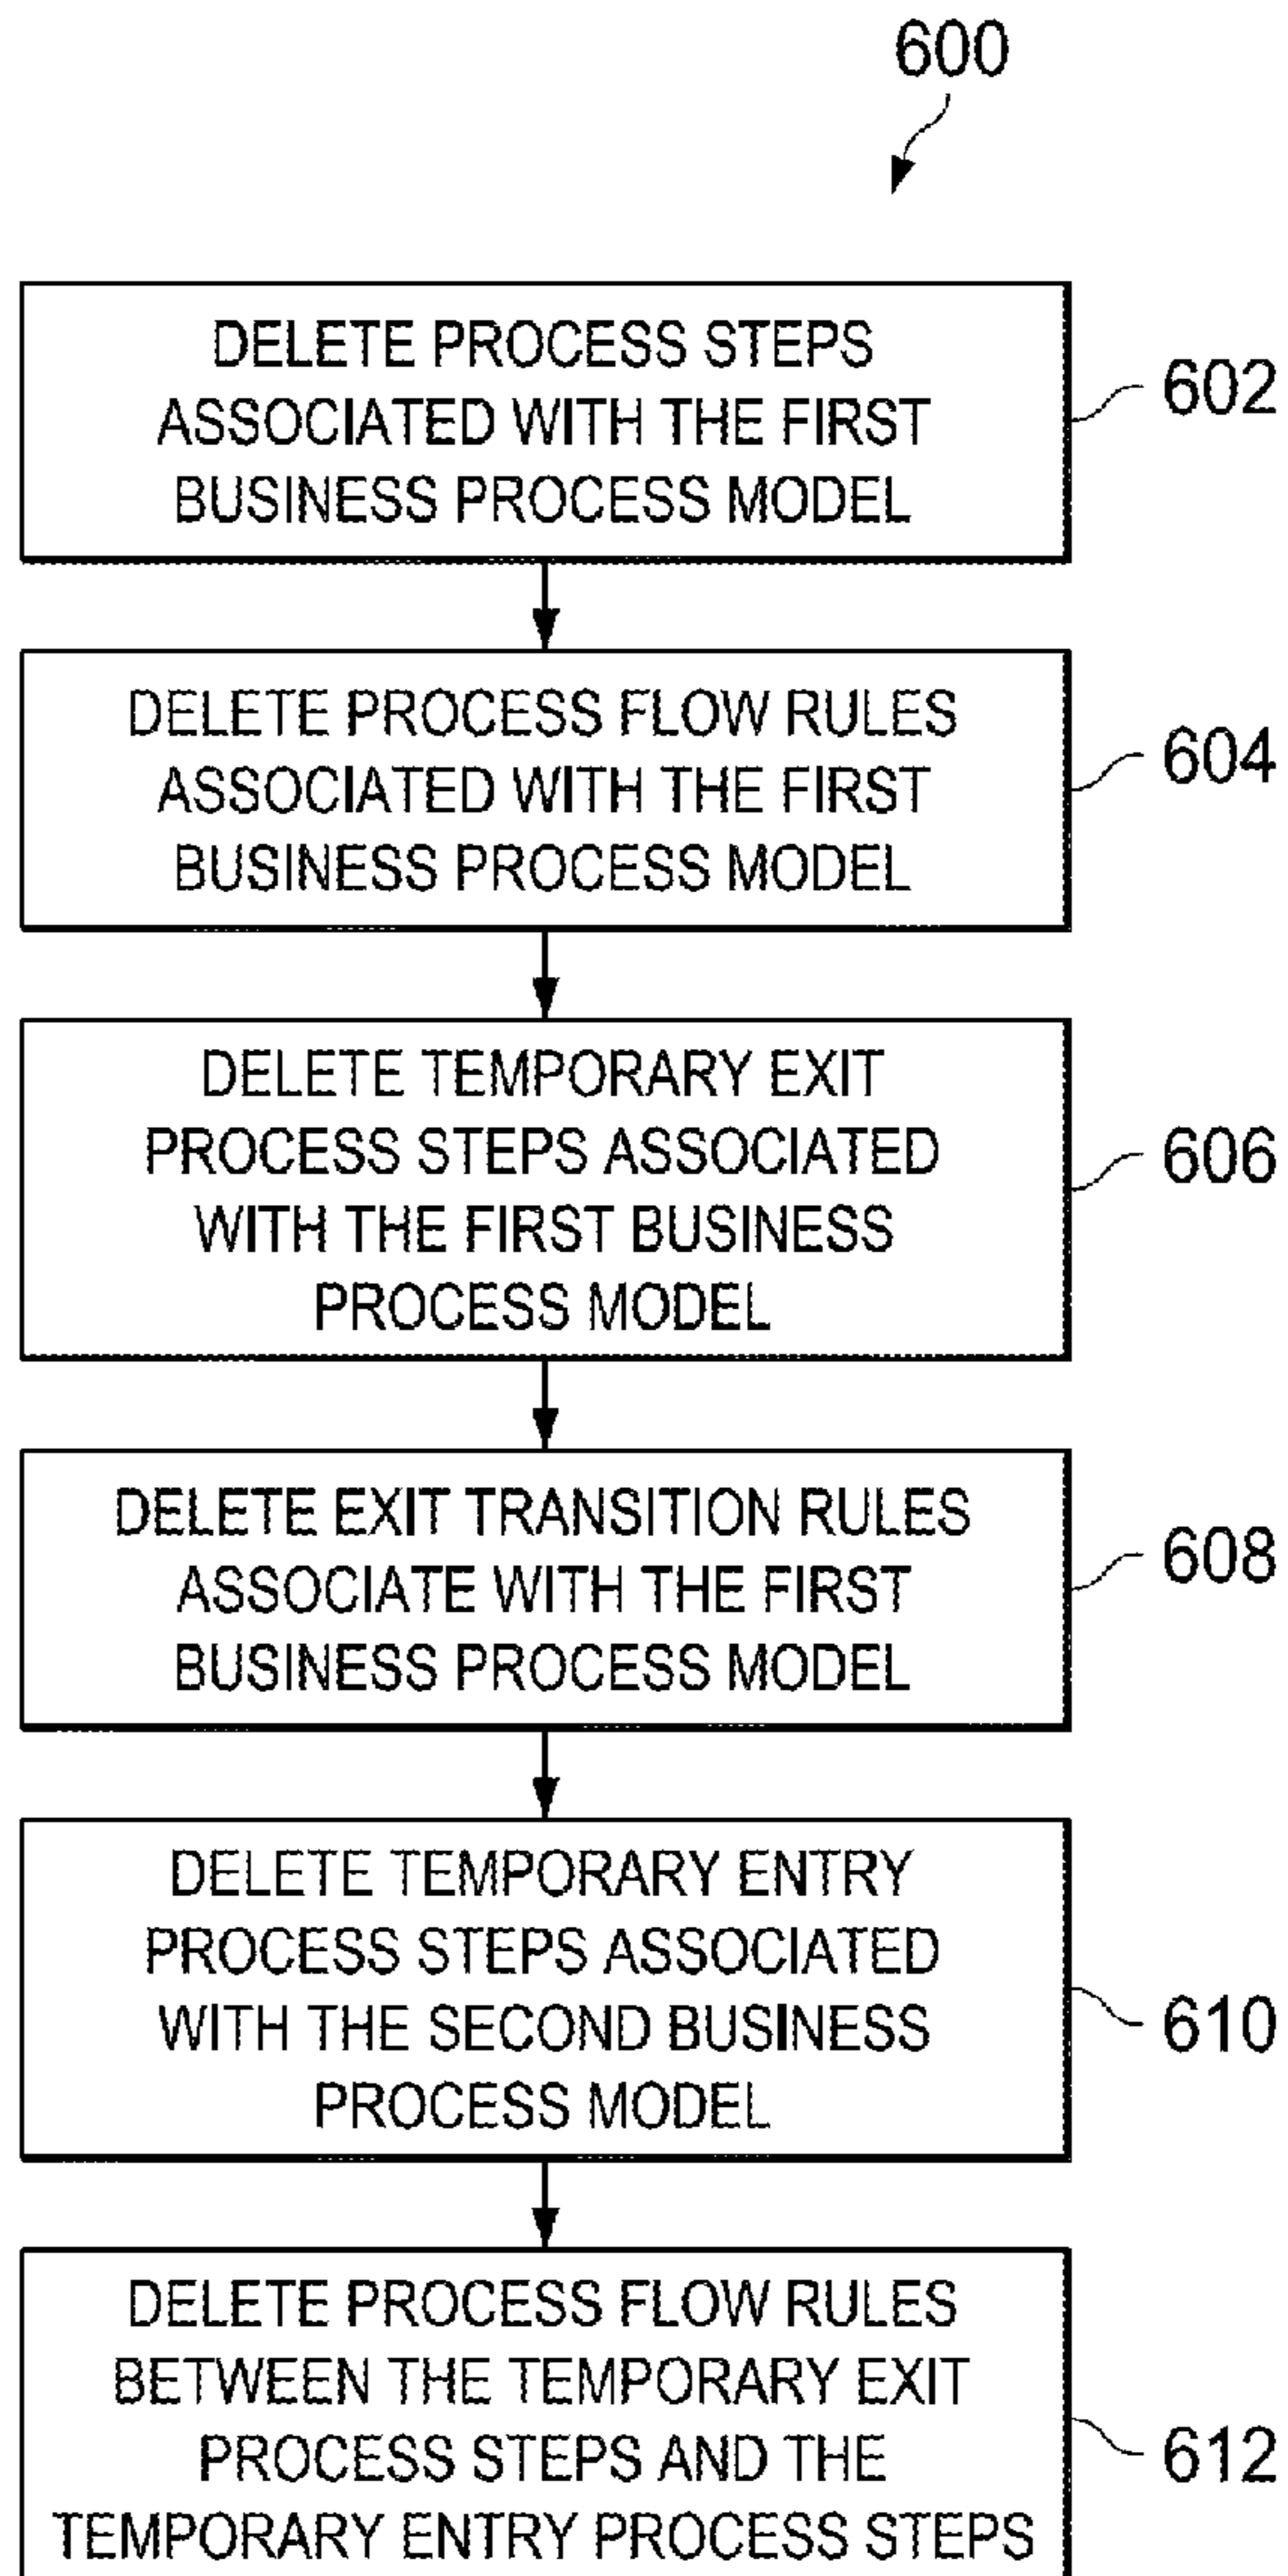 600
DELETE PROCESS STEPS
ASSOCIATED WITH THE FIRST
BUSINESS PROCESS MODEL
602
DELETE PROCESS FLOW RULES
ASSOCIATED WITH THE FIRST
BUSINESS PROCESS MODEL
604
DELETE TEMPORARY EXIT
PROCESS STEPS ASSOCIATED
WITH THE FIRST BUSINESS
PROCESS MODEL
606
DELETE EXIT TRANSITION RULES
ASSOCIATE WITH THE FIRST
BUSINESS PROCESS MODEL
608
DELETE TEMPORARY ENTRY
PROCESS STEPS ASSOCIATED
WITH THE SECOND BUSINESS
PROCESS MODEL
610
DELETE PROCESS FLOW RULES
BETWEEN THE TEMPORARY EXIT
PROCESS STEPS AND THE
TEMPORARY ENTRY PROCESS STEPS
612